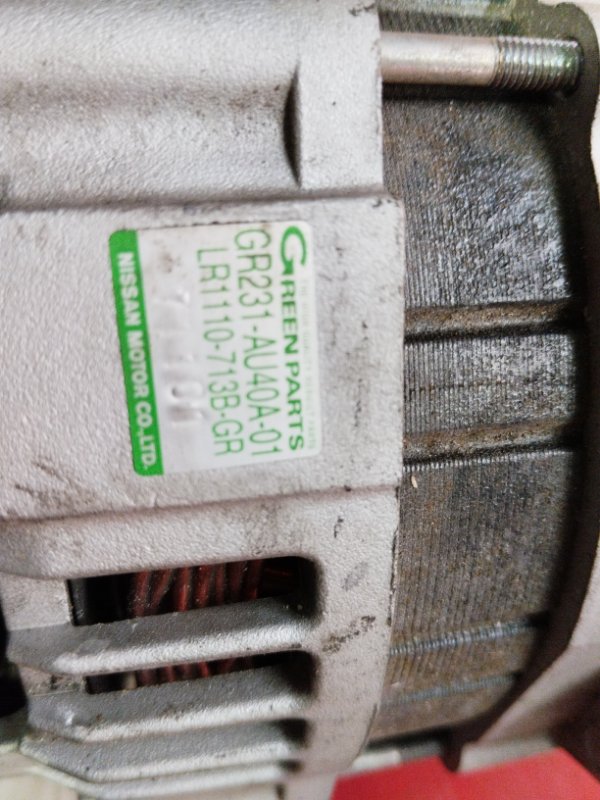 GREEN PARTS
GR231-AU40A-01
LR1110-713B-GR
NISSAN MOTOR CO.,LTD.